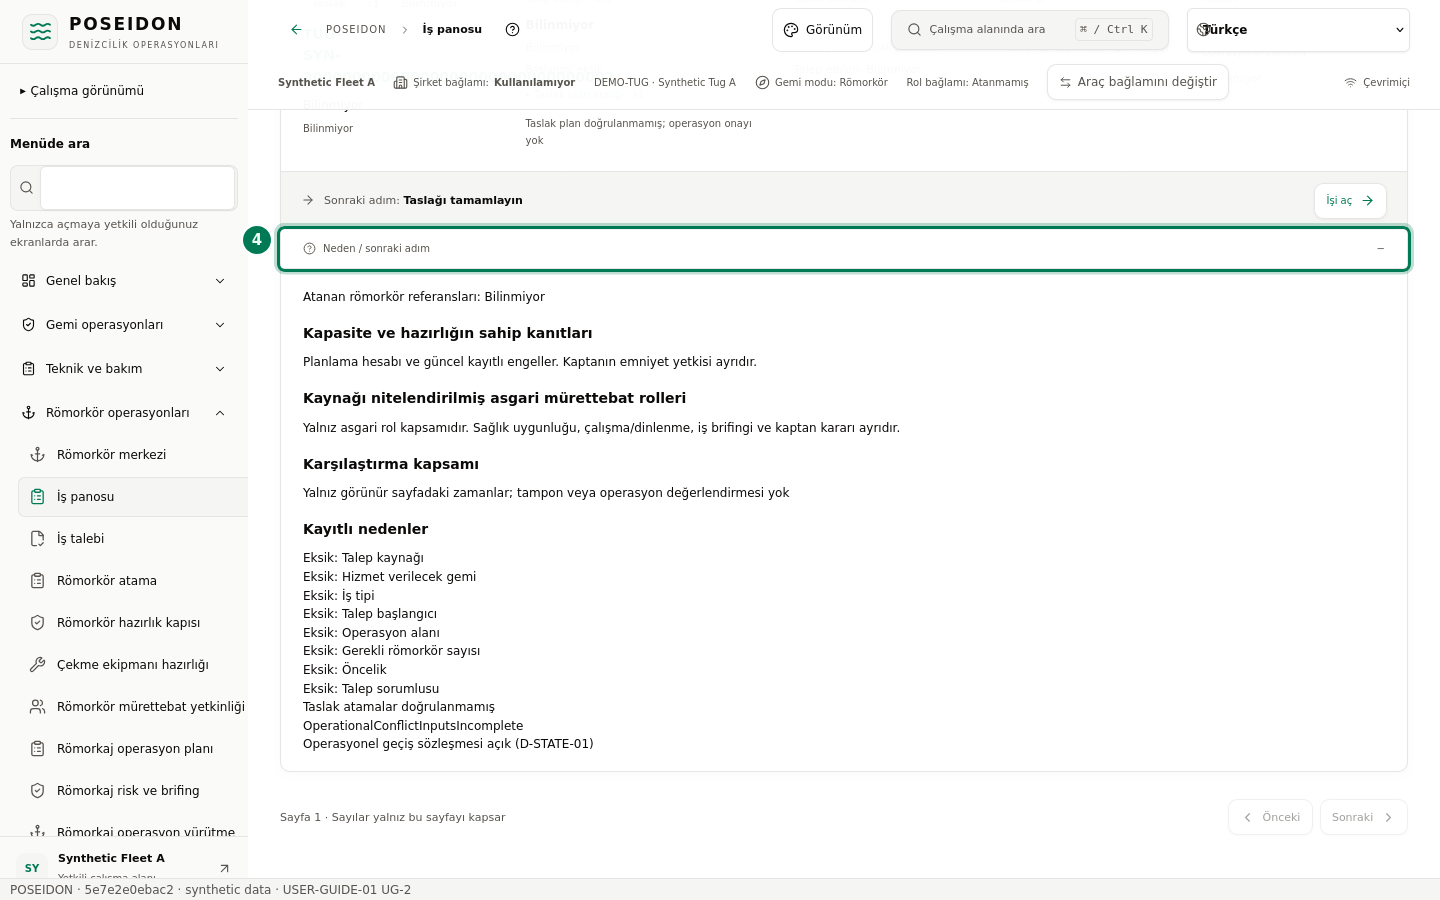 POSEIDON
DENİZCİLİK OPERASYONLARI
POSEIDON › İş panosu
Görünüm
Çalışma alanında ara
⌘ / Ctrl K
Türkçe
Synthetic Fleet A
Şirket bağlamı: Kullanılamıyor
DEMO-TUG · Synthetic Tug A
Gemi modu: Römorkör
Rol bağlamı: Atanmamış
Araç bağlamını değiştir
Çevrimiçi
▸ Çalışma görünümü
Menüde ara
Yalnızca açmaya yetkili olduğunuz
ekranlarda arar.
Genel bakış
Gemi operasyonları
Teknik ve bakım
Römorkör operasyonları
Römorkör merkezi
İş panosu
İş talebi
Römorkör atama
Römorkör hazırlık kapısı
Çekme ekipmanı hazırlığı
Römorkör mürettebat yetkinliği
Römorkaj operasyon planı
Römorkaj risk ve brifing
Römorkaj operasyon yürütme
SY
Synthetic Fleet A
Yetkili çalışma alanı
Bilinmiyor
Bilinmiyor
Taslak plan doğrulanmamış; operasyon onayı
yok
Sonraki adım: Taslağı tamamlayın
İşi aç
4
Neden / sonraki adım
–
Atanan römorkör referansları: Bilinmiyor
Kapasite ve hazırlığın sahip kanıtları
Planlama hesabı ve güncel kayıtlı engeller. Kaptanın emniyet yetkisi ayrıdır.
Kaynağı nitelendirilmiş asgari mürettebat rolleri
Yalnız asgari rol kapsamıdır. Sağlık uygunluğu, çalışma/dinlenme, iş brifingi ve kaptan kararı ayrıdır.
Karşılaştırma kapsamı
Yalnız görünür sayfadaki zamanlar; tampon veya operasyon değerlendirmesi yok
Kayıtlı nedenler
Eksik: Talep kaynağı
Eksik: Hizmet verilecek gemi
Eksik: İş tipi
Eksik: Talep başlangıcı
Eksik: Operasyon alanı
Eksik: Gerekli römorkör sayısı
Eksik: Öncelik
Eksik: Talep sorumlusu
Taslak atamalar doğrulanmamış
OperationalConflictInputsIncomplete
Operasyonel geçiş sözleşmesi açık (D-STATE-01)
Sayfa 1 · Sayılar yalnız bu sayfayı kapsar
Önceki
Sonraki
POSEIDON · 5e7e2e0ebac2 · synthetic data · USER-GUIDE-01 UG-2